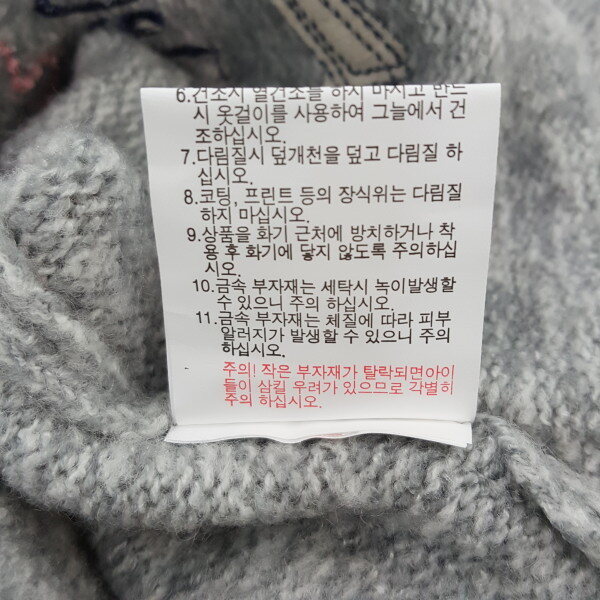 6.건조시 열건조를 하지 마시고 반드
시 옷걸이를 사용하여 그늘에서 건
조하십시오.
7.다림질시 덮개천을 덮고 다림질 하
십시오.
8.코팅, 프린트 등의 장식위는 다림질
하지 마십시오.
9.상품을 화기 근처에 방치하거나 착
용 후 화기에 닿지 않도록 주의하십
시오.
10.금속 부자재는 세탁시 녹이발생할
수 있으니 주의 하십시오.
11.금속 부자재는 체질에 따라 피부
알러지가 발생할 수 있으니 주의
하십시오.
주의! 작은 부자재가 탈락되면아이
들이 삼킬 우려가 있으므로 각별히
주의 하십시오.